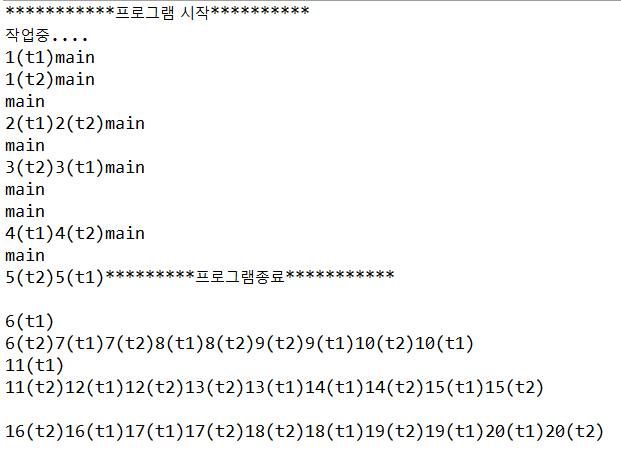 ***********프로그램 시작**********
작업중....
1(t1)main
1(t2)main
main
2(t1)2(t2)main
main
3(t2)3(t1)main
main
main
4(t1)4(t2)main
main
5(t2)5(t1)*********프로그램종료***********
6(t1)
6(t2)7(t1)7(t2)8(t1)8(t2)9(t2)9(t1)10(t2)10(t1)
11(t1)
11(t2)12(t1)12(t2)13(t2)13(t1)14(t1)14(t2)15(t1)15(t2)
16(t2)16(t1)17(t1)17(t2)18(t2)18(t1)19(t2)19(t1)20(t1)20(t2)